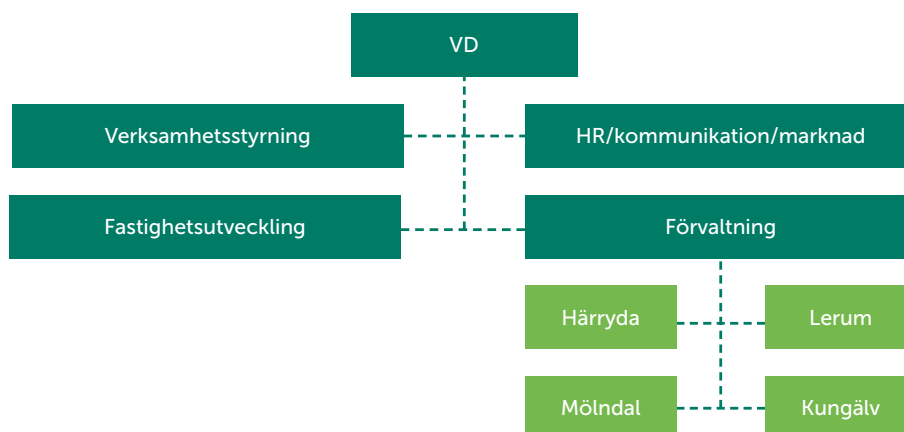 VD
Verksamhetsstyrning
HR/kommunikation/marknad
Fastighetsutveckling
Förvaltning
Härryda
Lerum
Mölndal
Kungälv